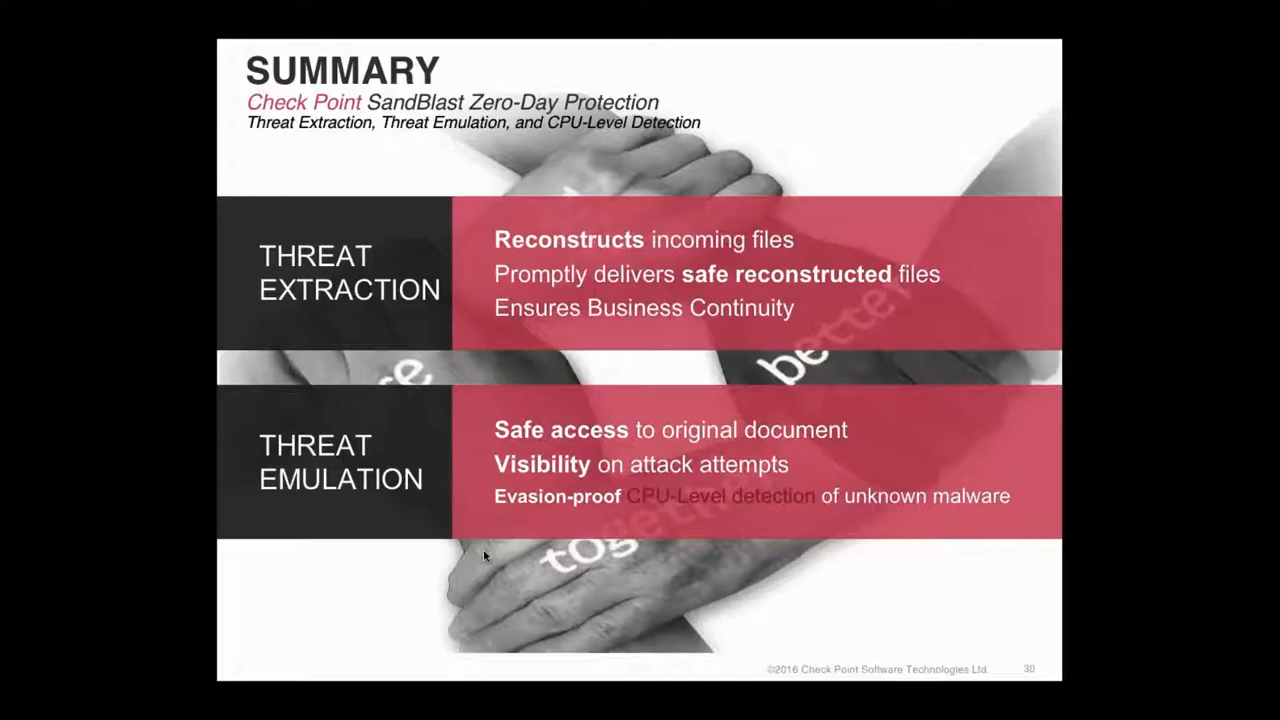 SUMMARY
Check Point SandBlast Zero-Day Protection
Threat Extraction, Threat Emulation, and CPU-Level Detection
THREAT
EXTRACTION
Reconstructs incoming files
Promptly delivers safe reconstructed files
Ensures Business Continuity
better
re
THREAT
EMULATION
Safe access to original document
Visibility on attack attempts
Evasion-proof CPU-Level detection of unknown malware
together
©2016 Check Point Software Technologies Ltd.
30